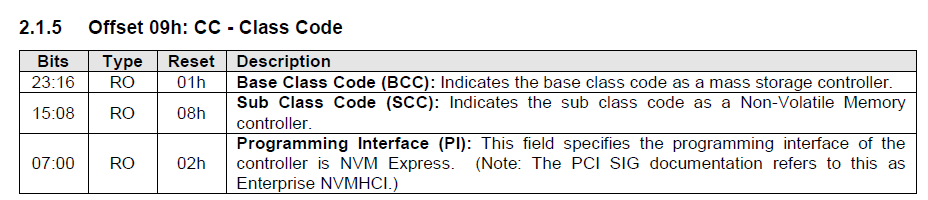 2.1.5 Offset 09h: CC - Class Code
Bits Type Reset Description
23:16 RO 01h Base Class Code (BCC): Indicates the base class code as a mass storage controller.
15:08 RO 08h Sub Class Code (SCC): Indicates the sub class code as a Non-Volatile Memory
controller.
07:00 RO 02h Programming Interface (PI): This field specifies the programming interface of the
controller is NVM Express. (Note: The PCI SIG documentation refers to this as
Enterprise NVMHCI.)